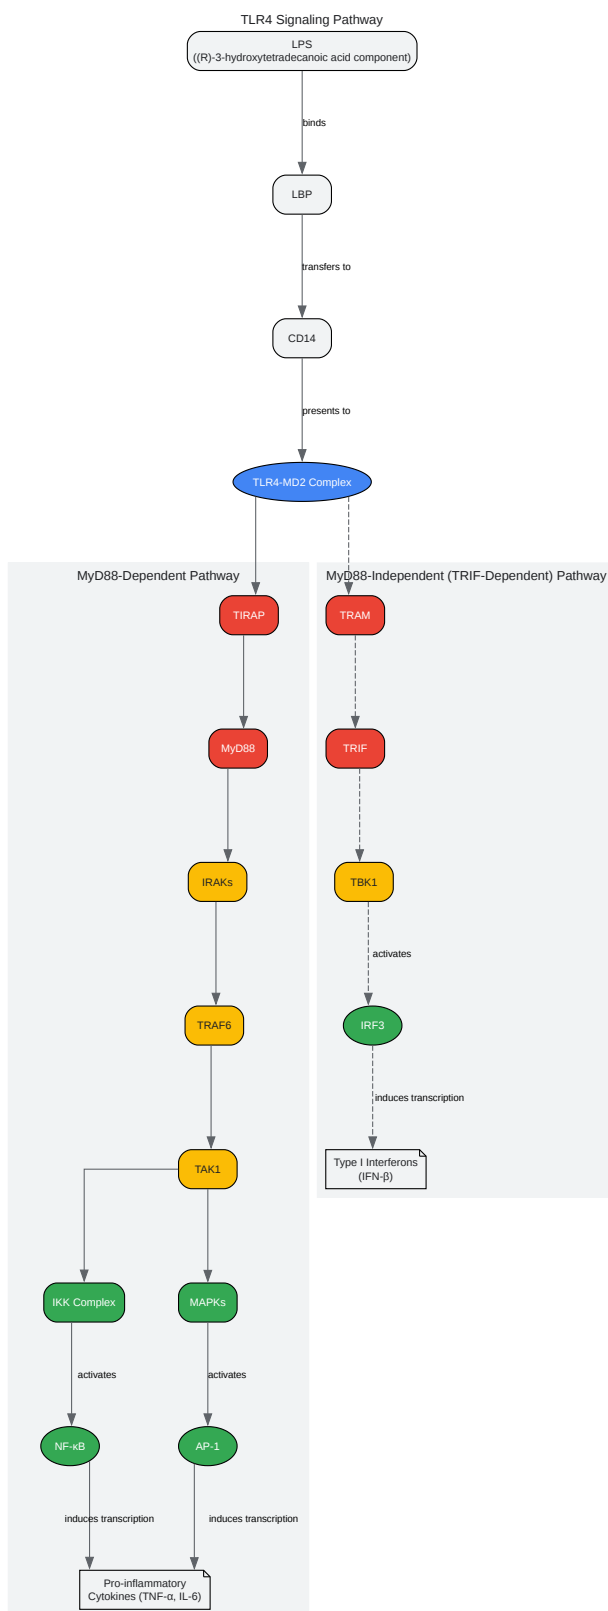 TLR4 Signaling Pathway
LPS
((R)-3-hydroxytetradecanoic acid component)
binds
LBP
transfers to
CD14
presents to
TLR4-MD2 Complex
MyD88-Dependent Pathway
MyD88-Independent (TRIF-Dependent) Pathway
TIRAP
TRAM
MyD88
TRIF
IRAKs
TBK1
activates
TRAF6
IRF3
induces transcription
TAK1
Type I Interferons
(IFN-β)
IKK Complex
MAPKs
activates
activates
NF-κB
AP-1
induces transcription
induces transcription
Pro-inflammatory
Cytokines (TNF-α, IL-6)